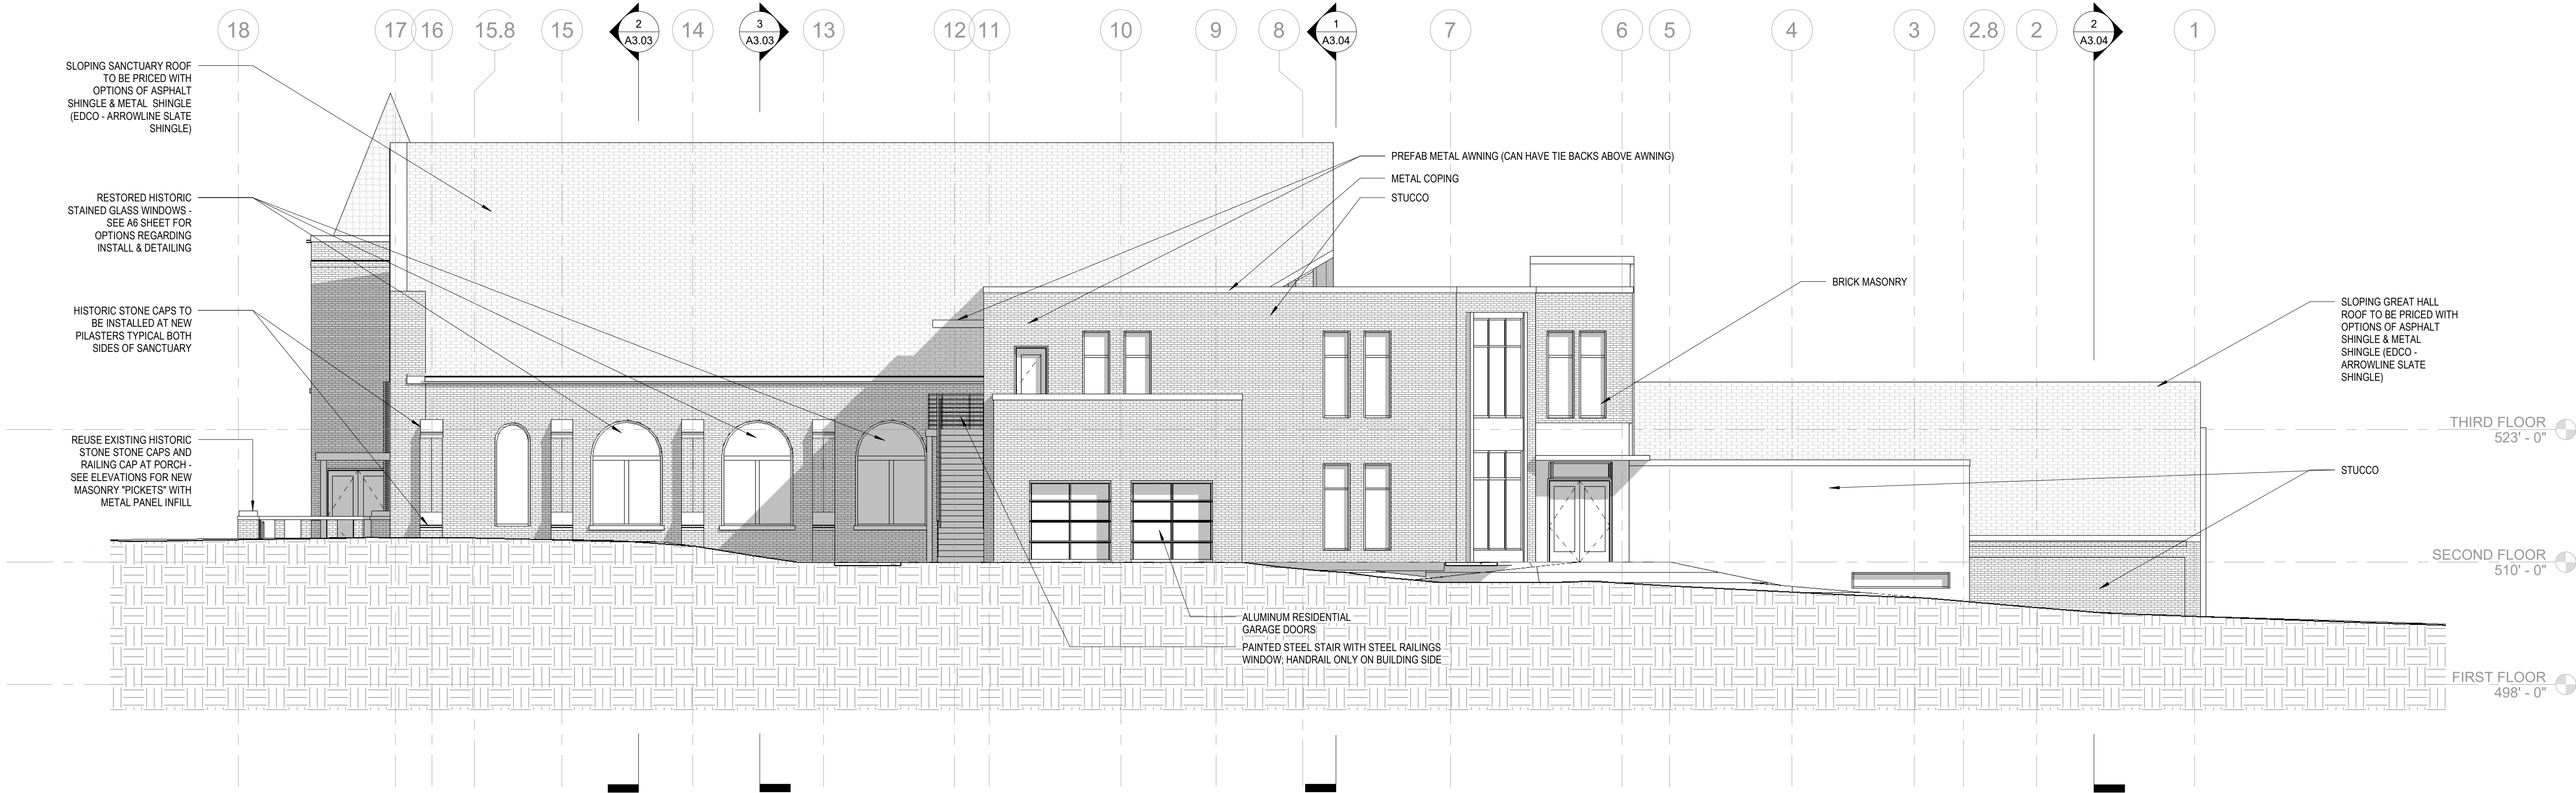 18
17
16
15.8
15
2
A3.03
14
3
A3.03
13
12
11
10
9
8
1
A3.04
7
6
5
4
3
2.8
2
2
A3.04
1
SLOPING SANCTUARY ROOF
TO BE PRICED WITH
OPTIONS OF ASPHALT
SHINGLE & METAL SHINGLE
(EDCO - ARROWLINE SLATE
SHINGLE)
RESTORED HISTORIC
STAINED GLASS WINDOWS -
SEE A6 SHEET FOR
OPTIONS REGARDING
INSTALL & DETAILING
HISTORIC STONE CAPS TO
BE INSTALLED AT NEW
PILASTERS TYPICAL BOTH
SIDES OF SANCTUARY
REUSE EXISTING HISTORIC
STONE STONE CAPS AND
RAILING CAP AT PORCH -
SEE ELEVATIONS FOR NEW
MASONRY "PICKETS" WITH
METAL PANEL INFILL
PREFAB METAL AWNING (CAN HAVE TIE BACKS ABOVE AWNING)
METAL COPING
STUCCO
BRICK MASONRY
SLOPING GREAT HALL
ROOF TO BE PRICED WITH
OPTIONS OF ASPHALT
SHINGLE & METAL
SHINGLE (EDCO -
ARROWLINE SLATE
SHINGLE)
THIRD FLOOR
523' - 0"
STUCCO
SECOND FLOOR
510' - 0"
ALUMINUM RESIDENTIAL
GARAGE DOORS
PAINTED STEEL STAIR WITH STEEL RAILINGS
WINDOW; HANDRAIL ONLY ON BUILDING SIDE
FIRST FLOOR
498' - 0"